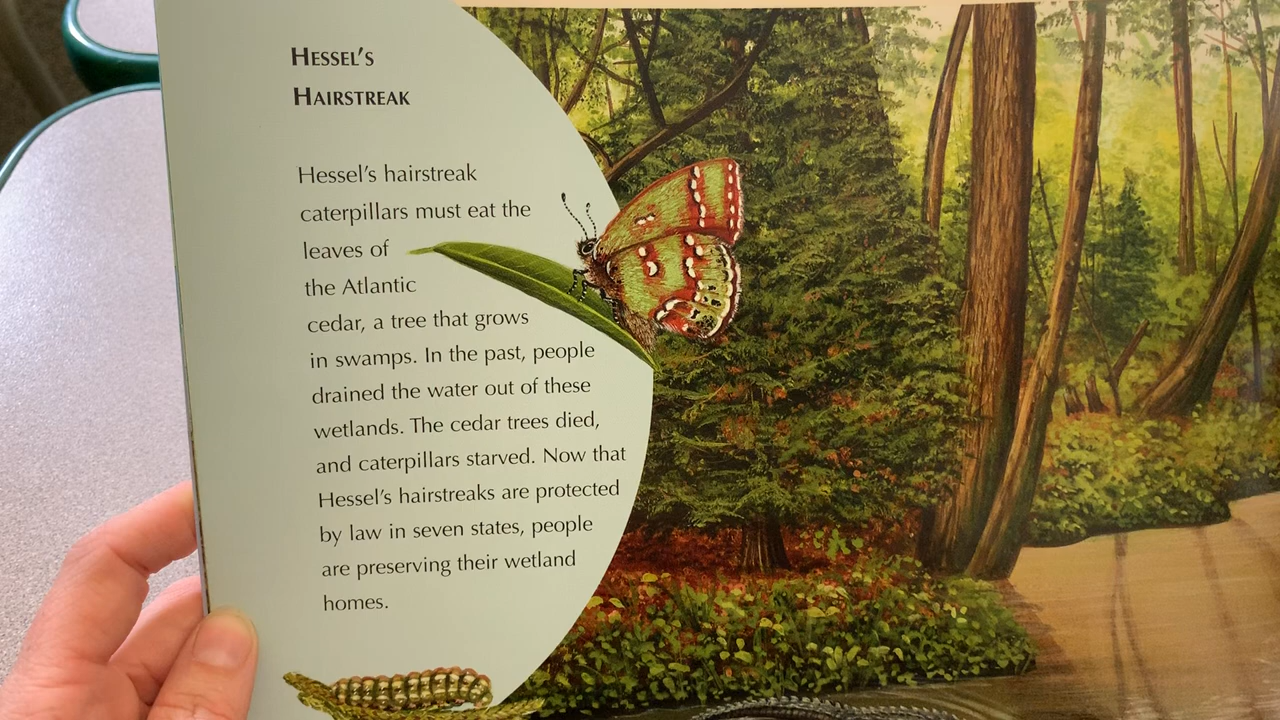 HESSEL'S
HAIRSTREAK
Hessel's hairstreak
caterpillars must eat the
leaves of
the Atlantic
cedar, a tree that grows
in swamps. In the past, people
drained the water out of these
wetlands. The cedar trees died,
and caterpillars starved. Now that
Hessel's hairstreaks are protected
by law in seven states, people
are preserving their wetland
homes.